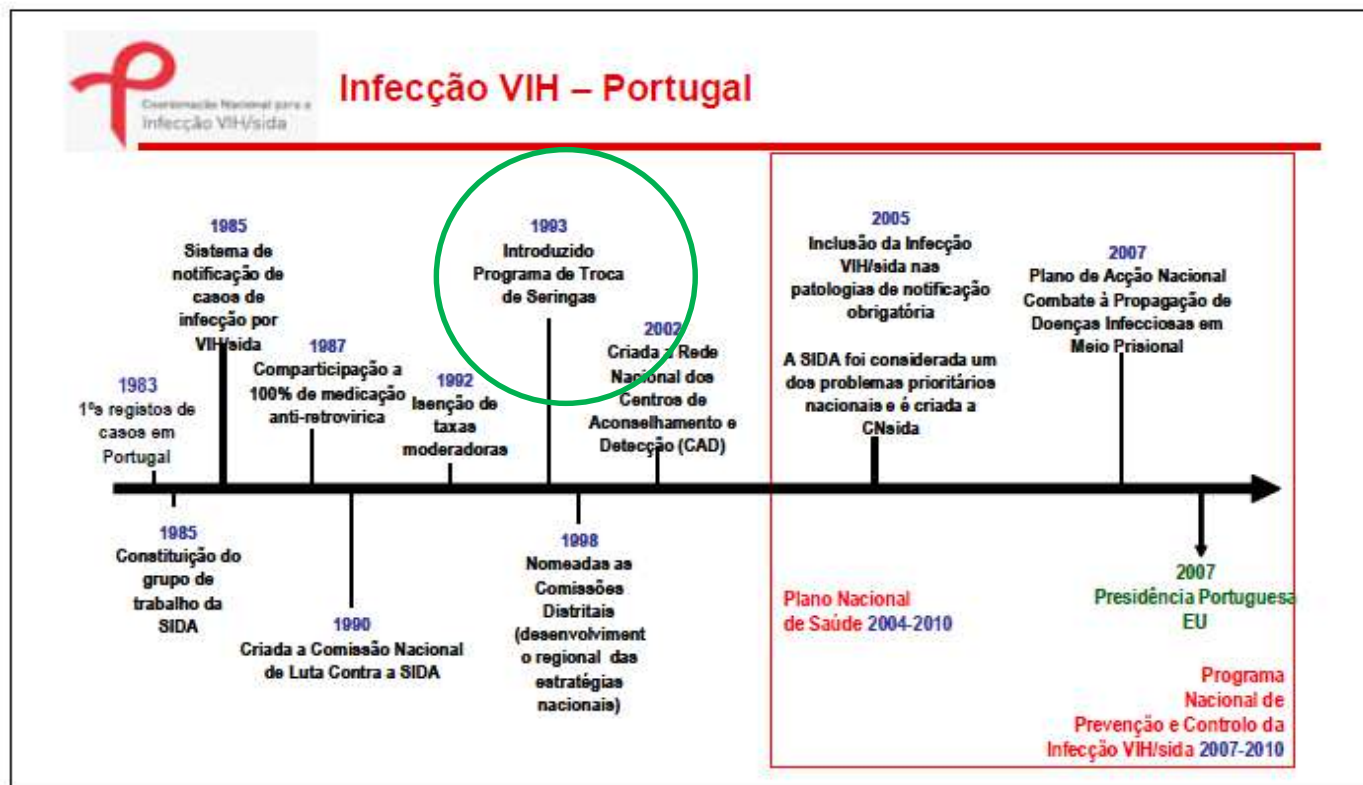 Coordenação Nacional para a
Infecção VIH/sida
Infecção VIH – Portugal
1983
1ºs registos de
casos em
Portugal
1985
Sistema de
notificação de
casos de
infecção por
VIH/sida
1987
Comparticipação a
100% de medicação
anti-retrovirica
1992
Isenção de
taxas
moderadoras
1993
Introduzido
Programa de Troca
de Seringas
2002
Criada a Rede
Nacional dos
Centros de
Aconselhamento e
Detecção (CAD)
2005
Inclusão da Infecção
VIH/sida nas
patologias de notificação
obrigatória
A SIDA foi considerada um
dos problemas prioritários
nacionais e é criada a
CNsida
2007
Plano de Acção Nacional
Combate à Propagação de
Doenças Infecciosas em
Meio Prisional
1985
Constituição do
grupo de
trabalho da
SIDA
1990
Criada a Comissão Nacional
de Luta Contra a SIDA
1998
Nomeadas as
Comissões
Distritais
(desenvolviment
o regional das
estratégias
nacionais)
Plano Nacional
de Saúde 2004-2010
2007
Presidência Portuguesa
EU
Programa
Nacional de
Prevenção e Controlo da
Infecção VIH/sida 2007-2010